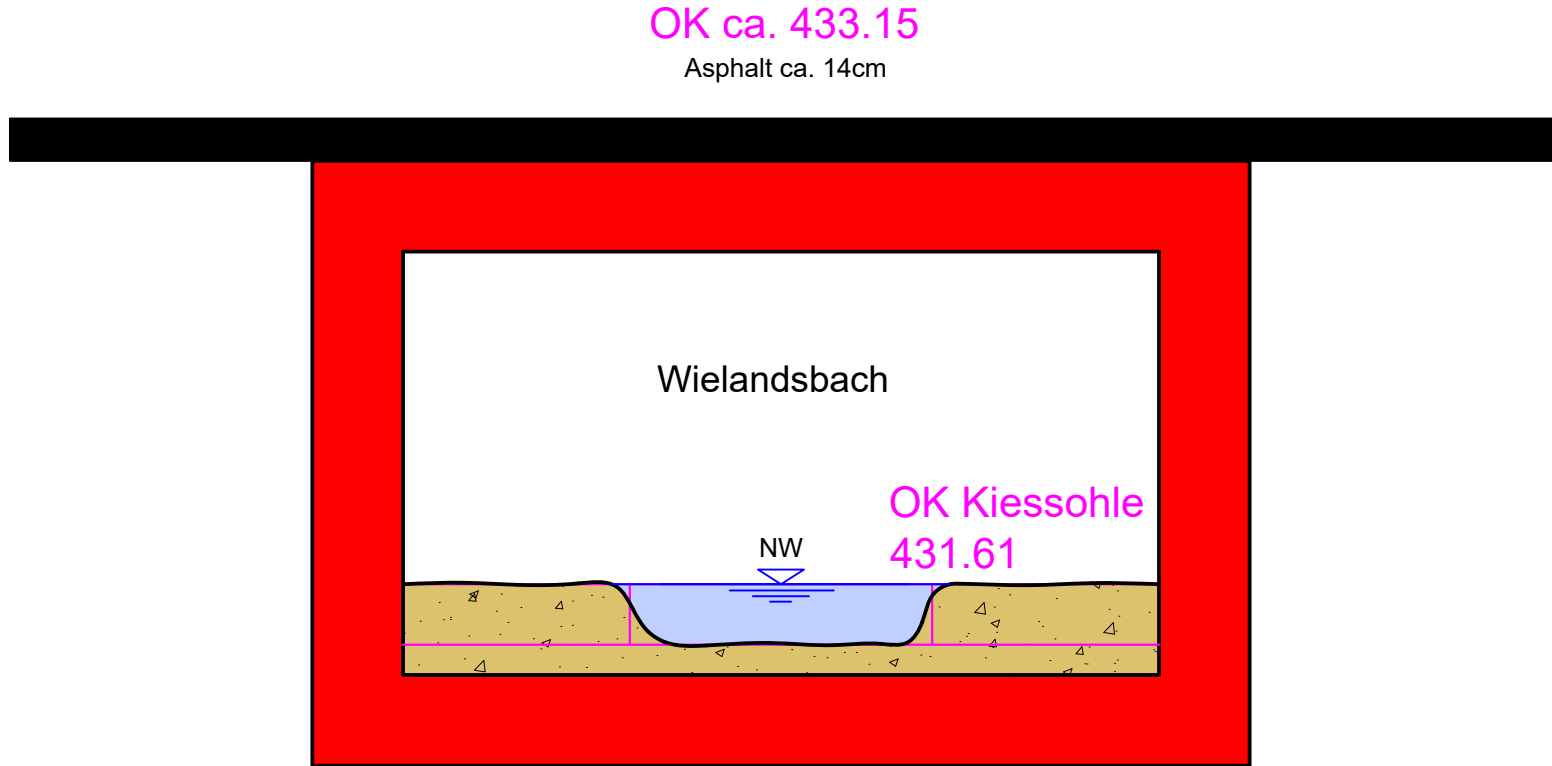 OK ca. 433.15
Asphalt ca. 14cm
Wielandsbach
OK Kiessohle
431.61
NW